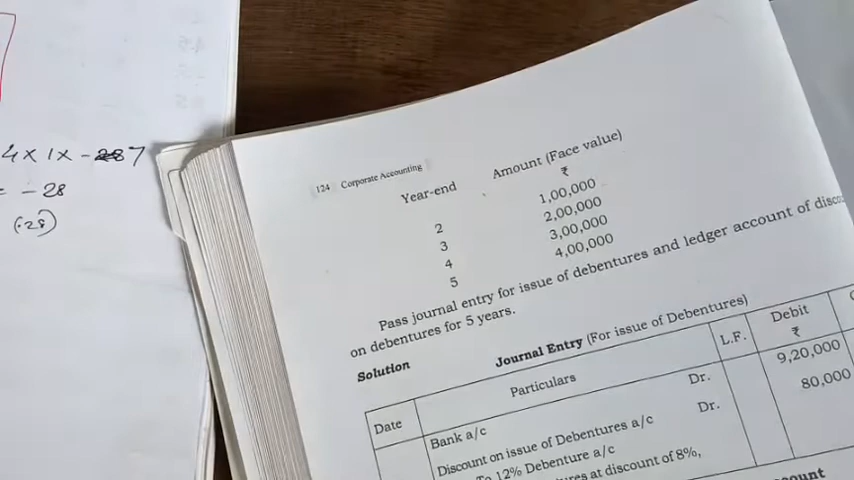 4x 1x - 287
= - 28
(-28)
124 Corporate Accounting
Year-end Amount (Face value)
₹
2 1,00,000
3 2,00,000
4 3,00,000
5 4,00,000
Pass journal entry for issue of debentures and ledger account of
on debentures for 5 years.
Solution
Journal Entry (For issue of Debentures)
Date Particulars L.F. Debit
₹
Bank a/c Dr. 9,20,000
Discount on issue of Debentures a/c Dr. 80,000
To 12% Debenture a/c
at discount of 8%,